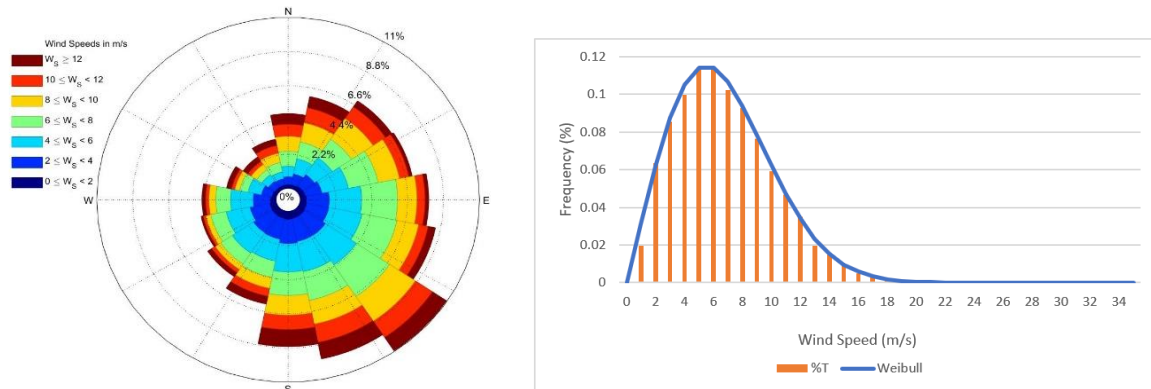 N
Wind Speeds in m/s
W_S ≥ 12
10 ≤ W_S < 12
8 ≤ W_S < 10
6 ≤ W_S < 8
4 ≤ W_S < 6
2 ≤ W_S < 4
0 ≤ W_S < 2
11%
8.8%
6.6%
4.4%
2.2%
0%
W
E
S
Frequency (%)
0.12
0.1
0.08
0.06
0.04
0.02
0
0 2 4 6 8 10 12 14 16 18 20 22 24 26 28 30 32 34
Wind Speed (m/s)
%T Weibull